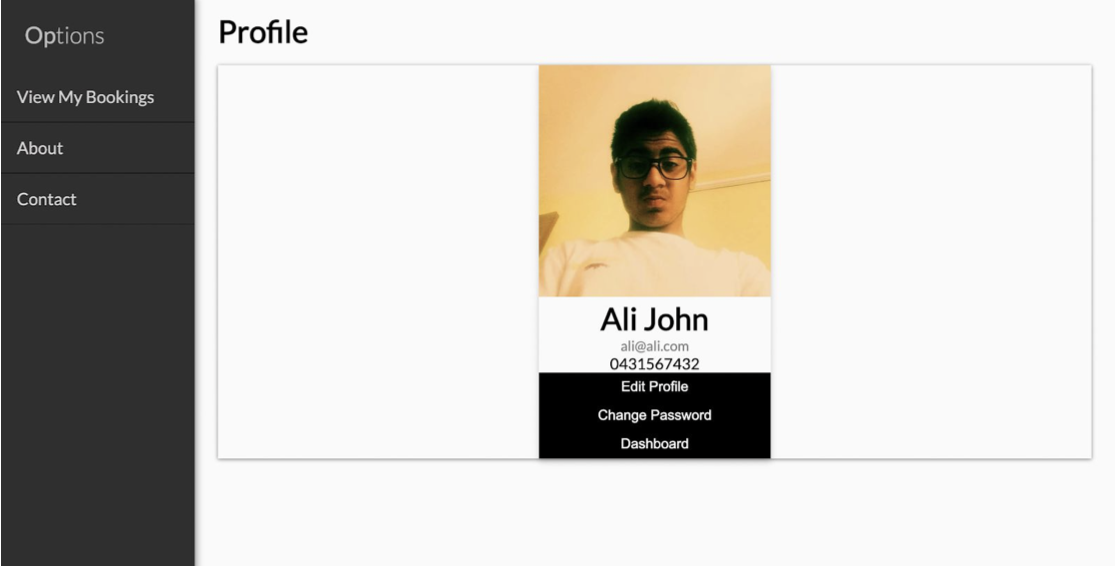 Options
View My Bookings
About
Contact
Profile
Ali John
ali@ali.com
0431567432
Edit Profile
Change Password
Dashboard